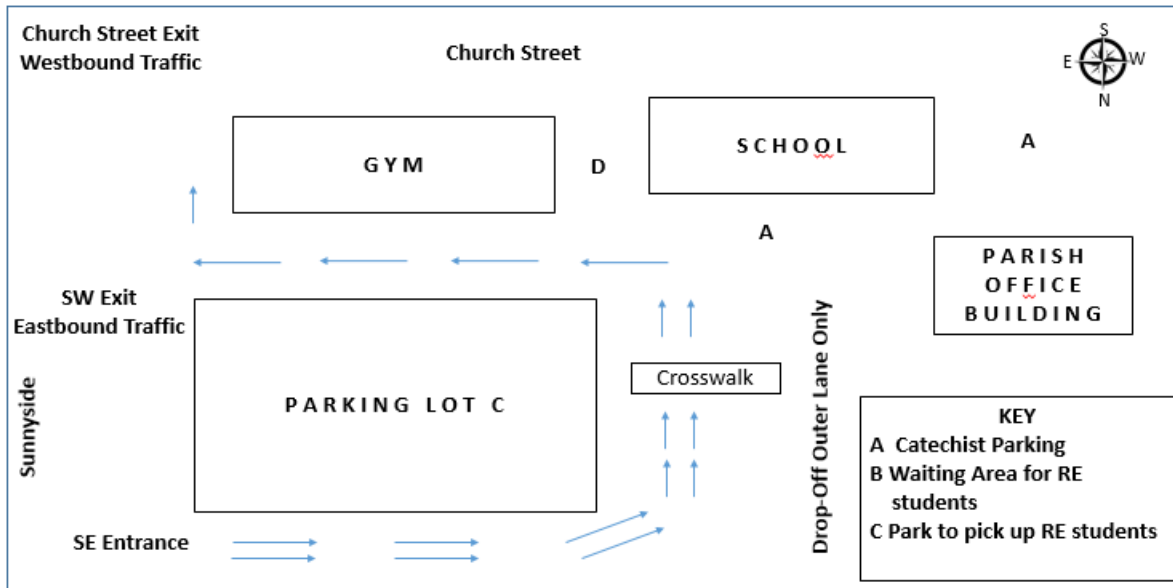 Church Street Exit
Westbound Traffic
Church Street
S
E
W
N
GYM
D
SCHOOL
A
A
PARISH
OFFICE
BUILDING
SW Exit
Eastbound Traffic
Sunnyside
PARKING LOT C
Crosswalk
Drop-Off Outer Lane Only
SE Entrance
KEY
A Catechist Parking
B Waiting Area for RE
students
C Park to pick up RE students